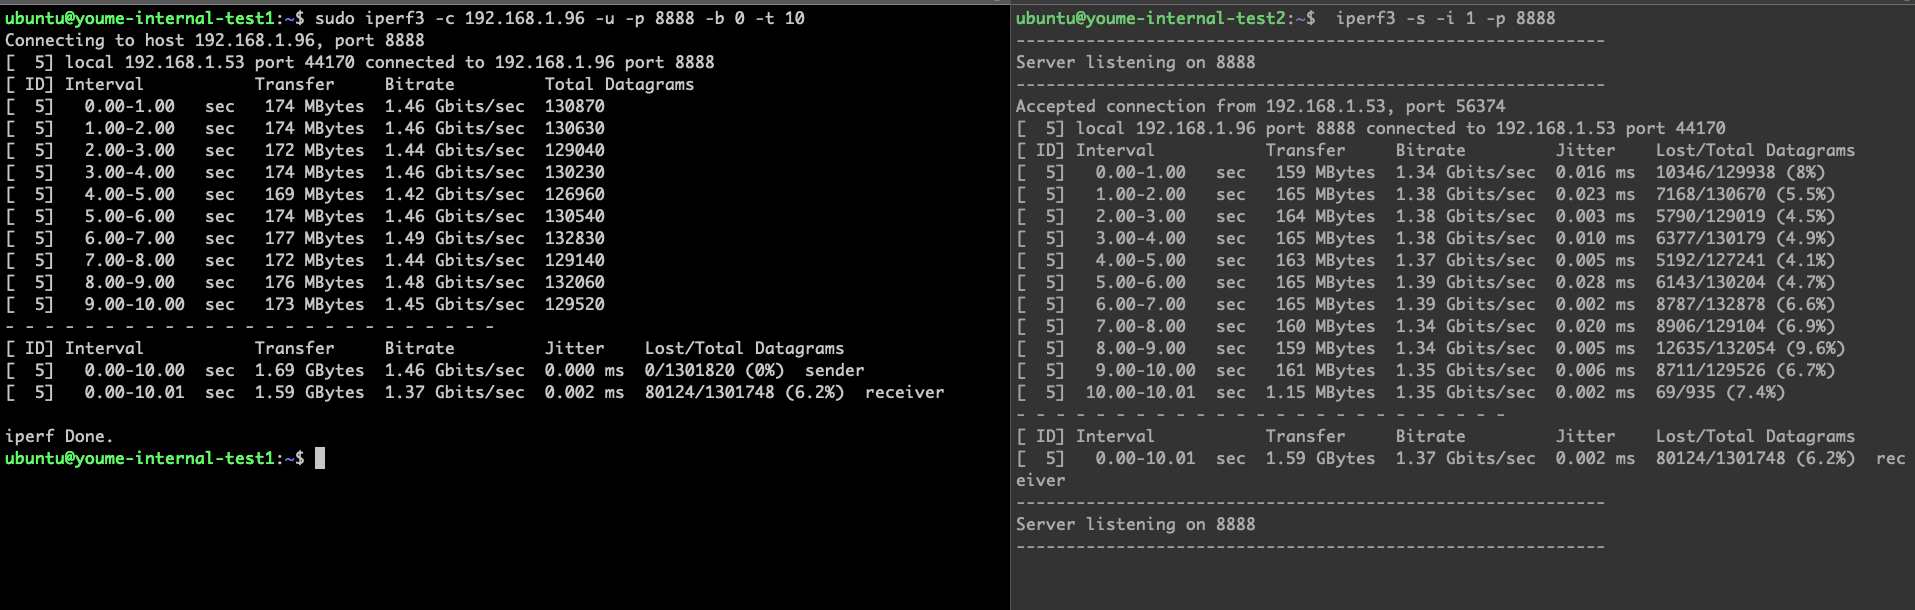 ubuntu@youme-internal-test1:~$ sudo iperf3 -c 192.168.1.96 -u -p 8888 -b 0 -t 10
Connecting to host 192.168.1.96, port 8888
[  5] local 192.168.1.53 port 44170 connected to 192.168.1.96 port 8888
[ ID] Interval           Transfer     Bitrate         Total Datagrams
[  5]   0.00-1.00   sec   174 MBytes  1.46 Gbits/sec  130870
[  5]   1.00-2.00   sec   174 MBytes  1.46 Gbits/sec  130630
[  5]   2.00-3.00   sec   172 MBytes  1.44 Gbits/sec  129040
[  5]   3.00-4.00   sec   174 MBytes  1.46 Gbits/sec  130230
[  5]   4.00-5.00   sec   169 MBytes  1.42 Gbits/sec  126960
[  5]   5.00-6.00   sec   174 MBytes  1.46 Gbits/sec  130540
[  5]   6.00-7.00   sec   177 MBytes  1.49 Gbits/sec  132830
[  5]   7.00-8.00   sec   172 MBytes  1.44 Gbits/sec  129140
[  5]   8.00-9.00   sec   176 MBytes  1.48 Gbits/sec  132060
[  5]   9.00-10.00  sec   173 MBytes  1.45 Gbits/sec  129520
- - - - - - - - - - - - - - - - - - - - - - - - -
[ ID] Interval           Transfer     Bitrate         Jitter    Lost/Total Datagrams
[  5]   0.00-10.00  sec  1.69 GBytes  1.46 Gbits/sec  0.000 ms  0/1301820 (0%)  sender
[  5]   0.00-10.01  sec  1.59 GBytes  1.37 Gbits/sec  0.002 ms  80124/1301748 (6.2%)  receiver

iperf Done.
ubuntu@youme-internal-test1:~$
ubuntu@youme-internal-test2:~$  iperf3 -s -i 1 -p 8888
-----------------------------------------------------------
Server listening on 8888
-----------------------------------------------------------
Accepted connection from 192.168.1.53, port 56374
[  5] local 192.168.1.96 port 8888 connected to 192.168.1.53 port 44170
[ ID] Interval           Transfer     Bitrate         Jitter    Lost/Total Datagrams
[  5]   0.00-1.00   sec   159 MBytes  1.34 Gbits/sec  0.016 ms  10346/129938 (8%)
[  5]   1.00-2.00   sec   165 MBytes  1.38 Gbits/sec  0.023 ms  7168/130670 (5.5%)
[  5]   2.00-3.00   sec   164 MBytes  1.38 Gbits/sec  0.003 ms  5790/129019 (4.5%)
[  5]   3.00-4.00   sec   165 MBytes  1.38 Gbits/sec  0.010 ms  6377/130179 (4.9%)
[  5]   4.00-5.00   sec   163 MBytes  1.37 Gbits/sec  0.005 ms  5192/127241 (4.1%)
[  5]   5.00-6.00   sec   165 MBytes  1.39 Gbits/sec  0.028 ms  6143/130204 (4.7%)
[  5]   6.00-7.00   sec   165 MBytes  1.39 Gbits/sec  0.002 ms  8787/132878 (6.6%)
[  5]   7.00-8.00   sec   160 MBytes  1.34 Gbits/sec  0.020 ms  8906/129104 (6.9%)
[  5]   8.00-9.00   sec   159 MBytes  1.34 Gbits/sec  0.005 ms  12635/132054 (9.6%)
[  5]   9.00-10.00  sec   161 MBytes  1.35 Gbits/sec  0.006 ms  8711/129526 (6.7%)
[  5]  10.00-10.01  sec  1.15 MBytes  1.35 Gbits/sec  0.002 ms  69/935 (7.4%)
- - - - - - - - - - - - - - - - - - - - - - - - -
[ ID] Interval           Transfer     Bitrate         Jitter    Lost/Total Datagrams
[  5]   0.00-10.01  sec  1.59 GBytes  1.37 Gbits/sec  0.002 ms  80124/1301748 (6.2%)  rec
eiver
-----------------------------------------------------------
Server listening on 8888
-----------------------------------------------------------